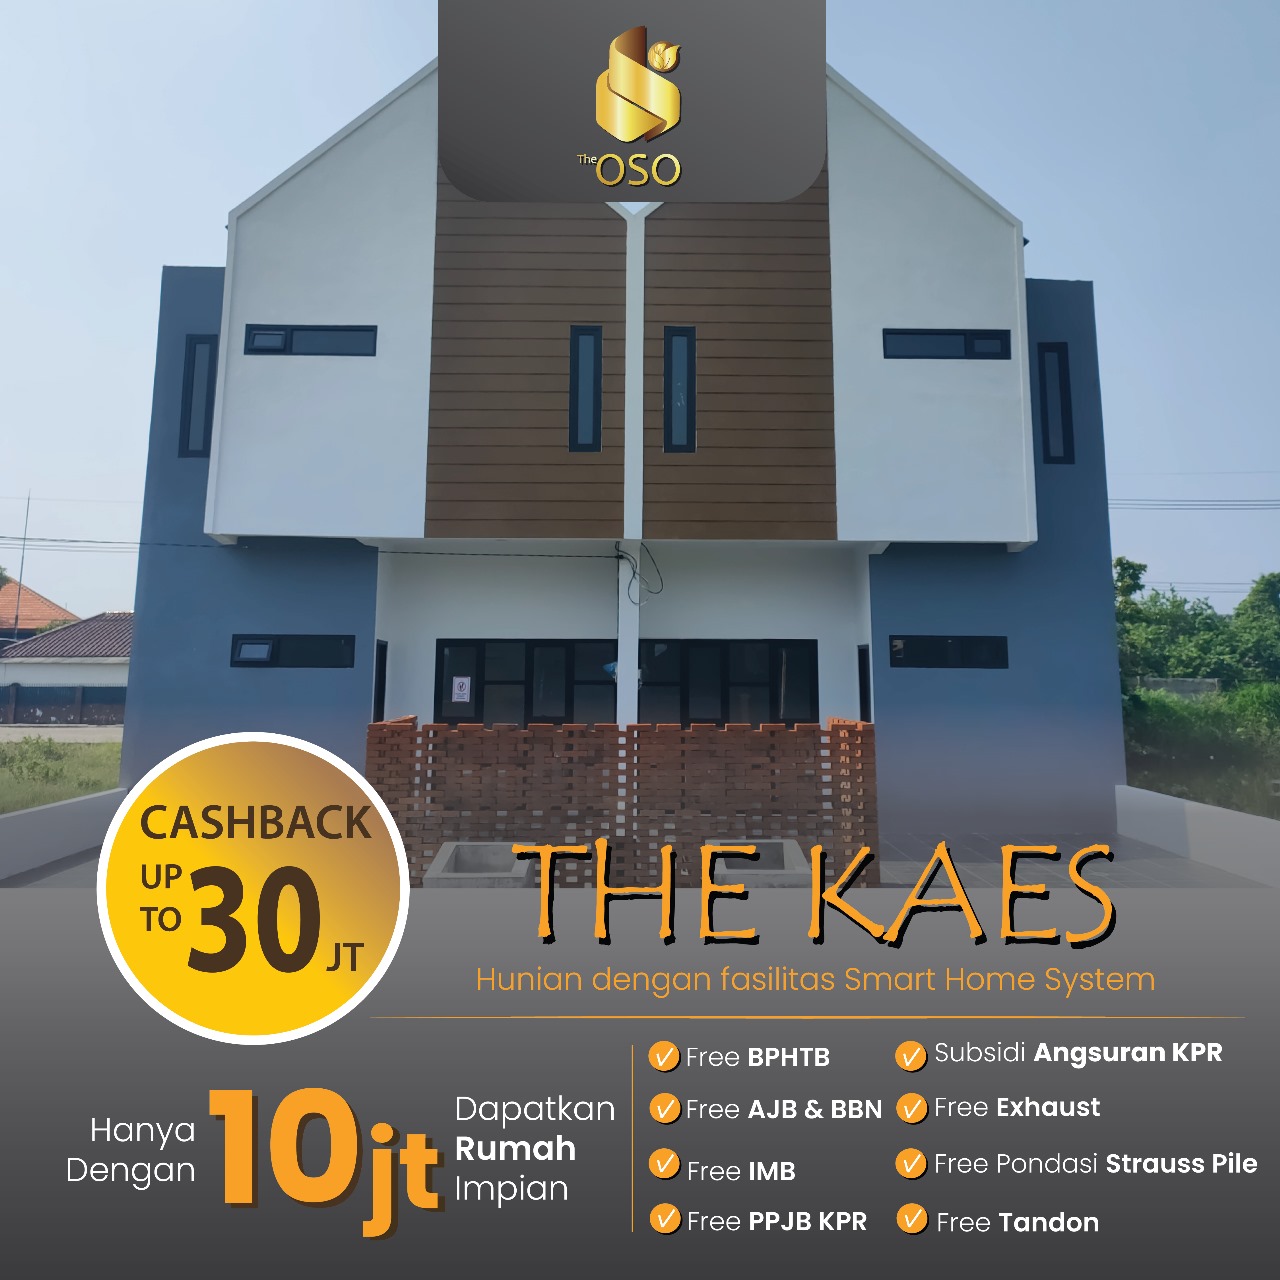 The OSO
CASHBACK
UP TO 30 JT
THE KAES
Hunian dengan fasilitas Smart Home System
Hanya Dengan
10jt
Dapatkan
Rumah
Impian
Free BPHTB
Free AJB & BBN
Free IMB
Free PPJB KPR
Subsidi Angsuran KPR
Free Exhaust
Free Pondasi Strauss Pile
Free Tandon